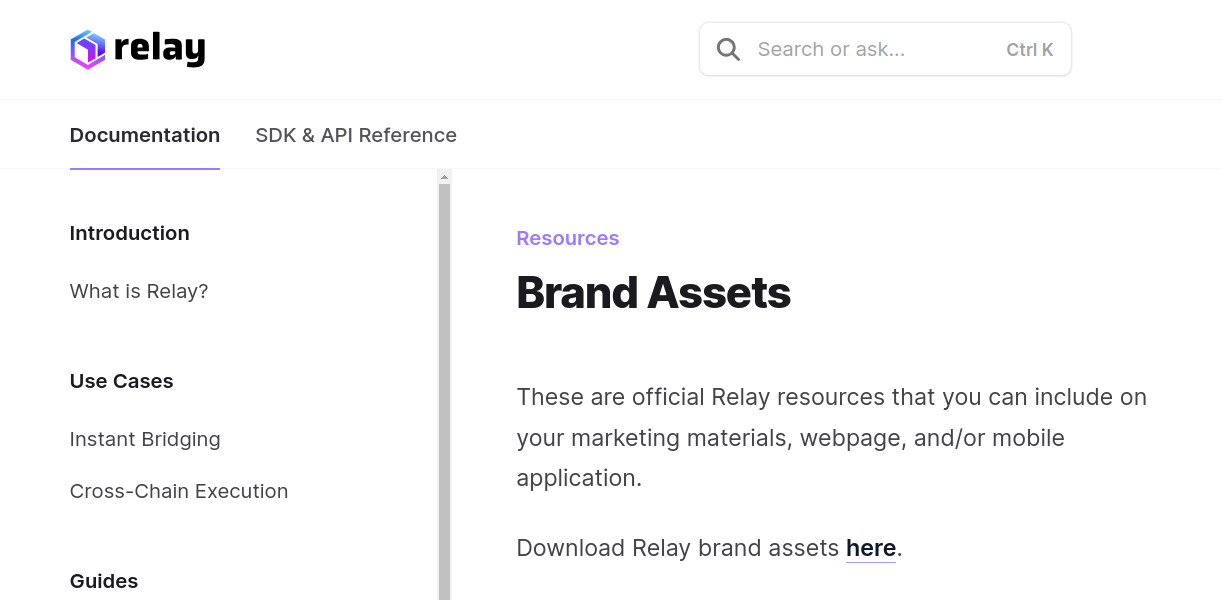 relay
Search or ask...
Ctrl K
Documentation
SDK & API Reference
Introduction
What is Relay?
Use Cases
Instant Bridging
Cross-Chain Execution
Guides
Resources
Brand Assets
These are official Relay resources that you can include on
your marketing materials, webpage, and/or mobile
application.
Download Relay brand assets here.